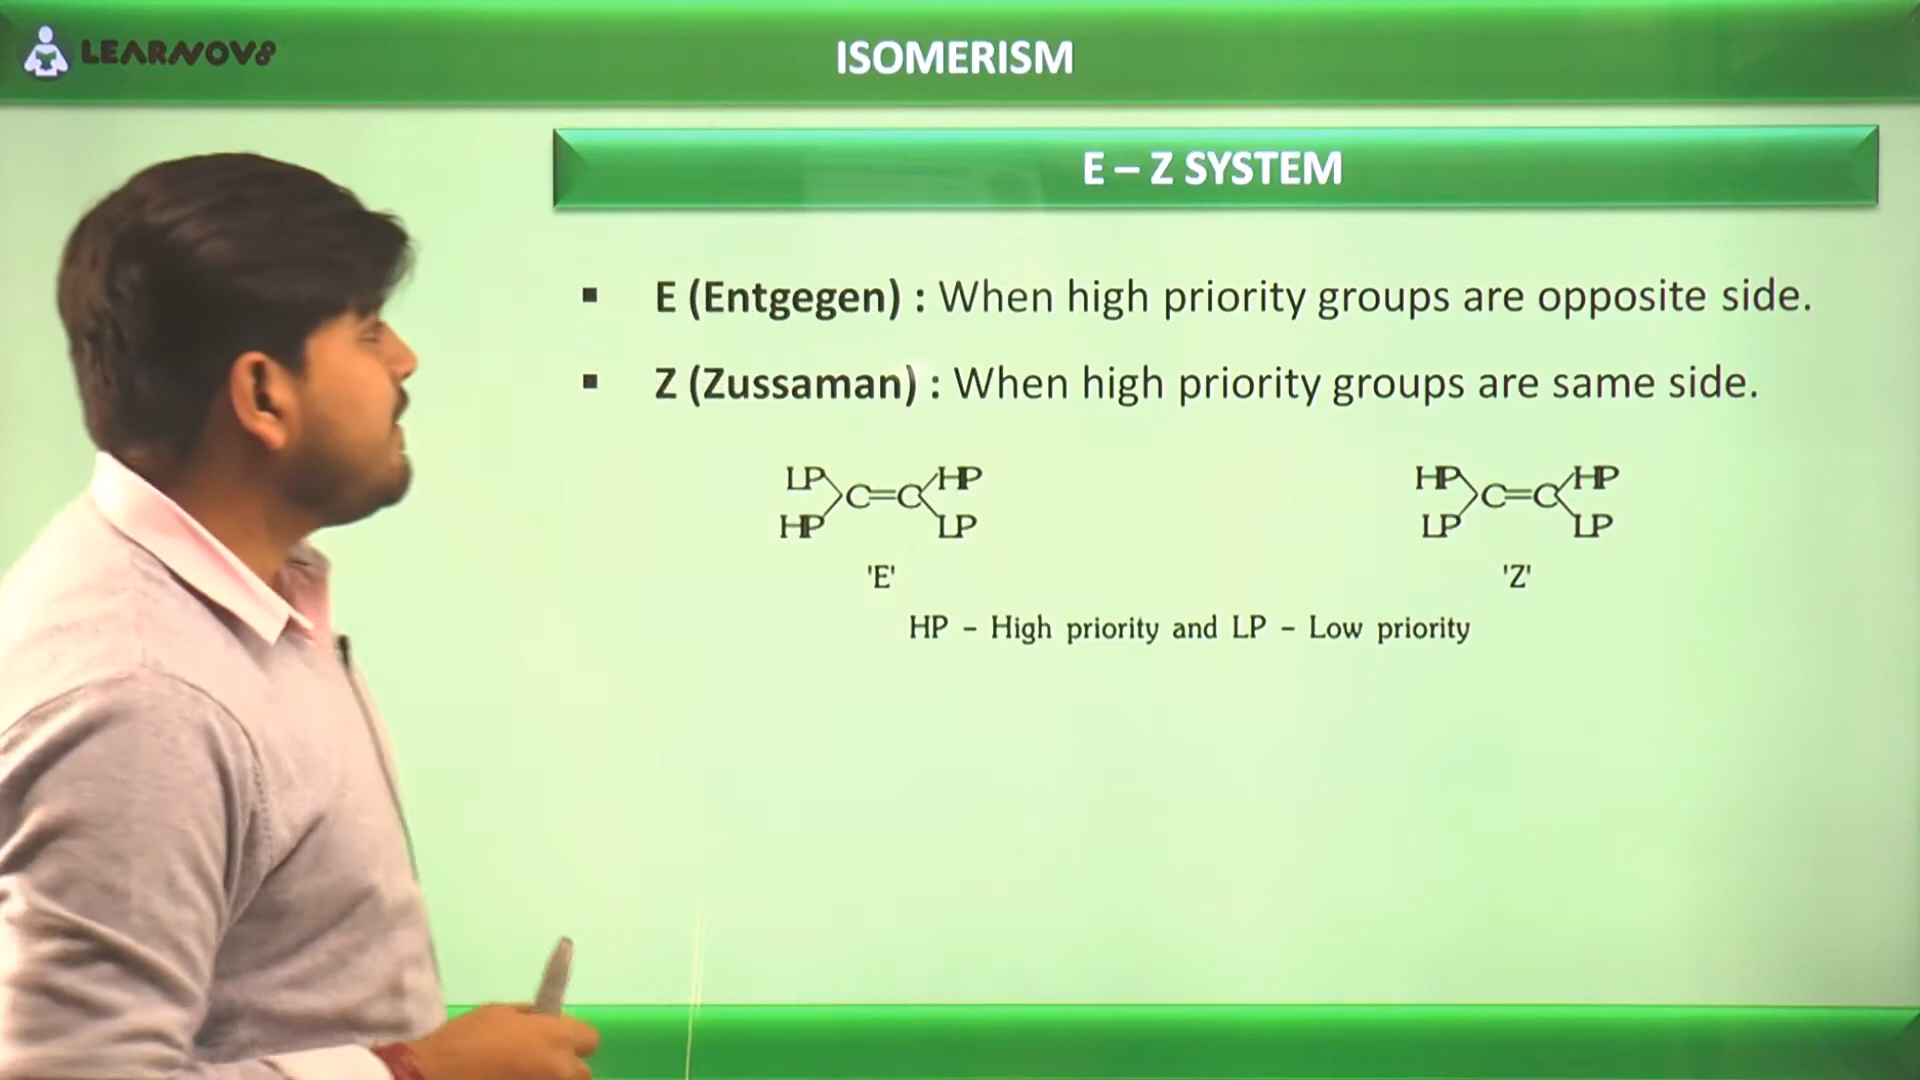 LEARNOV8
ISOMERISM
E – Z SYSTEM
▪ E (Entgegen) : When high priority groups are opposite side.
▪ Z (Zussaman) : When high priority groups are same side.
LP HP HP HP
C=C C=C
HP LP LP LP
'E' 'Z'
HP – High priority and LP – Low priority